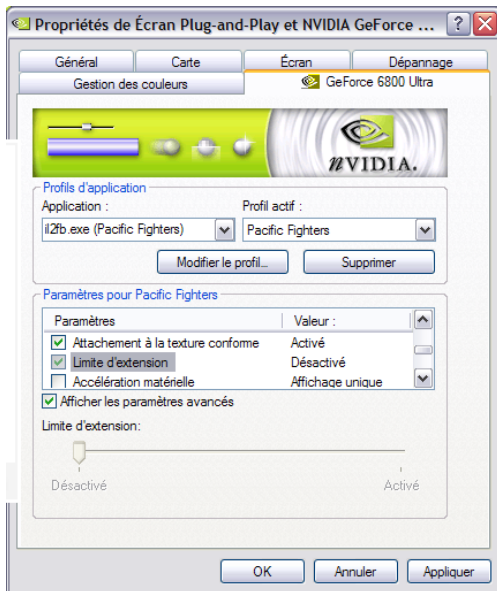 Propriétés de Écran Plug-and-Play et NVIDIA GeForce ...
Général Carte Écran Dépannage
Gestion des couleurs GeForce 6800 Ultra
nVIDIA.
Profils d'application
Application : Profil actif :
il2fb.exe (Pacific Fighters) Pacific Fighters
Modifier le profil... Supprimer
Paramètres pour Pacific Fighters
Paramètres Valeur :
Attachement à la texture conforme Activé
Limite d'extension Désactivé
Accélération matérielle Affichage unique
Afficher les paramètres avancés
Limite d'extension:
Désactivé Activé
OK Annuler Appliquer